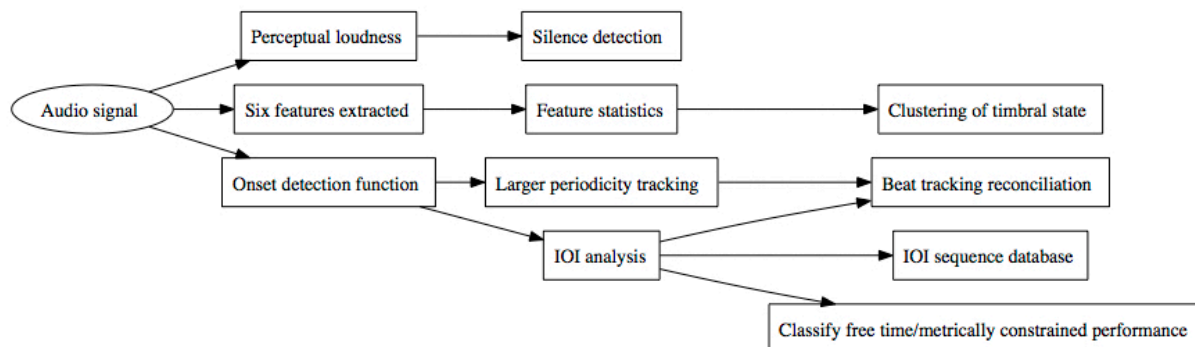 Perceptual loudness
Silence detection
Audio signal
Six features extracted
Feature statistics
Clustering of timbral state
Onset detection function
Larger periodicity tracking
Beat tracking reconciliation
IOI analysis
IOI sequence database
Classify free time/metrically constrained performance